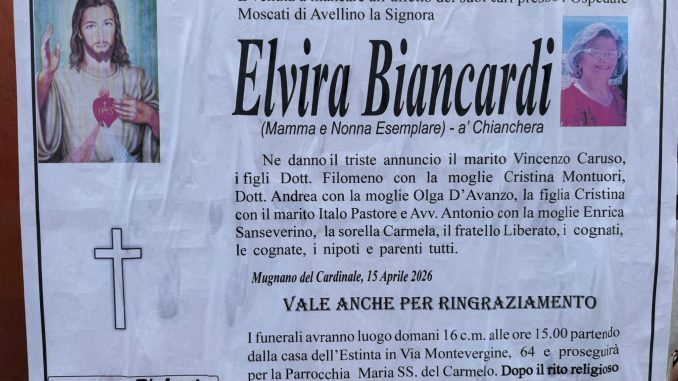 Moscati di Avellino la Signora
IHS
Elvira Biancardi
(Mamma e Nonna Esemplare) - a' Chianchera
Ne danno il triste annuncio il marito Vincenzo Caruso,
i figli Dott. Filomeno con la moglie Cristina Montuori,
Dott. Andrea con la moglie Olga D'Avanzo, la figlia Cristina
con il marito Italo Pastore e Avv. Antonio con la moglie Enrica
Sanseverino, la sorella Carmela, il fratello Liberato, i cognati,
le cognate, i nipoti e parenti tutti.
Mugnano del Cardinale, 15 Aprile 2026
VALE ANCHE PER RINGRAZIAMENTO
I funerali avranno luogo domani 16 c.m. alle ore 15.00 partendo
dalla casa dell'Estinta in Via Montevergine, 64 e proseguirà
per la Parrocchia Maria SS. del Carmelo. Dopo il rito religioso